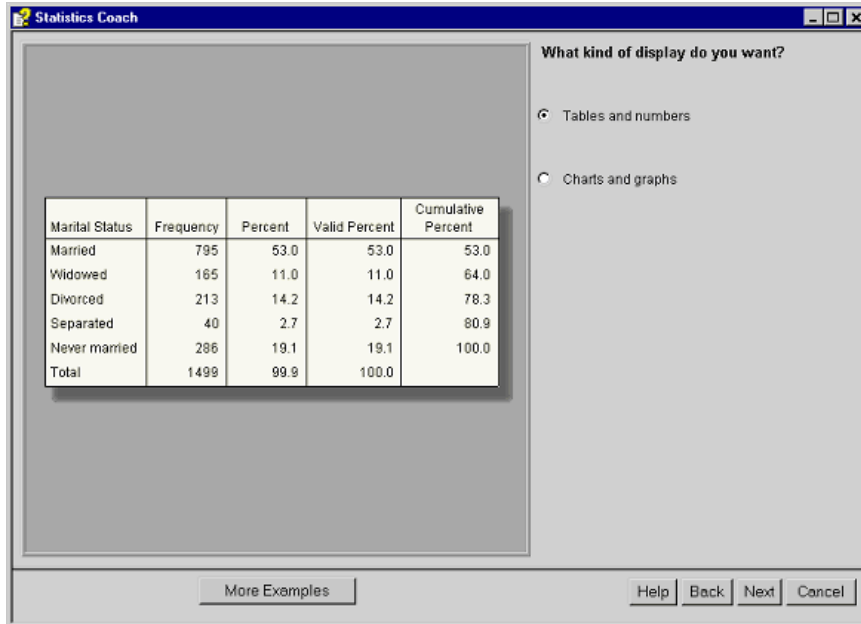 Statistics Coach
What kind of display do you want?
Tables and numbers
Charts and graphs
Marital Status Frequency Percent Valid Percent Cumulative Percent
Married 795 53.0 53.0 53.0
Widowed 165 11.0 11.0 64.0
Divorced 213 14.2 14.2 78.3
Separated 40 2.7 2.7 80.9
Never married 286 19.1 19.1 100.0
Total 1499 99.9 100.0
More Examples Help Back Next Cancel